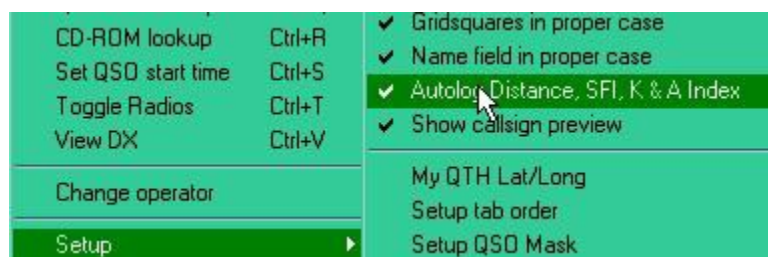 CD-ROM lookup Ctrl+R
Set QSO start time Ctrl+S
Toggle Radios Ctrl+T
View DX Ctrl+V
Change operator
Setup
Gridsquares in proper case
Name field in proper case
Autolog Distance, SFI, K & A Index
Show callsign preview
My QTH Lat/Long
Setup tab order
Setup QSO Mask